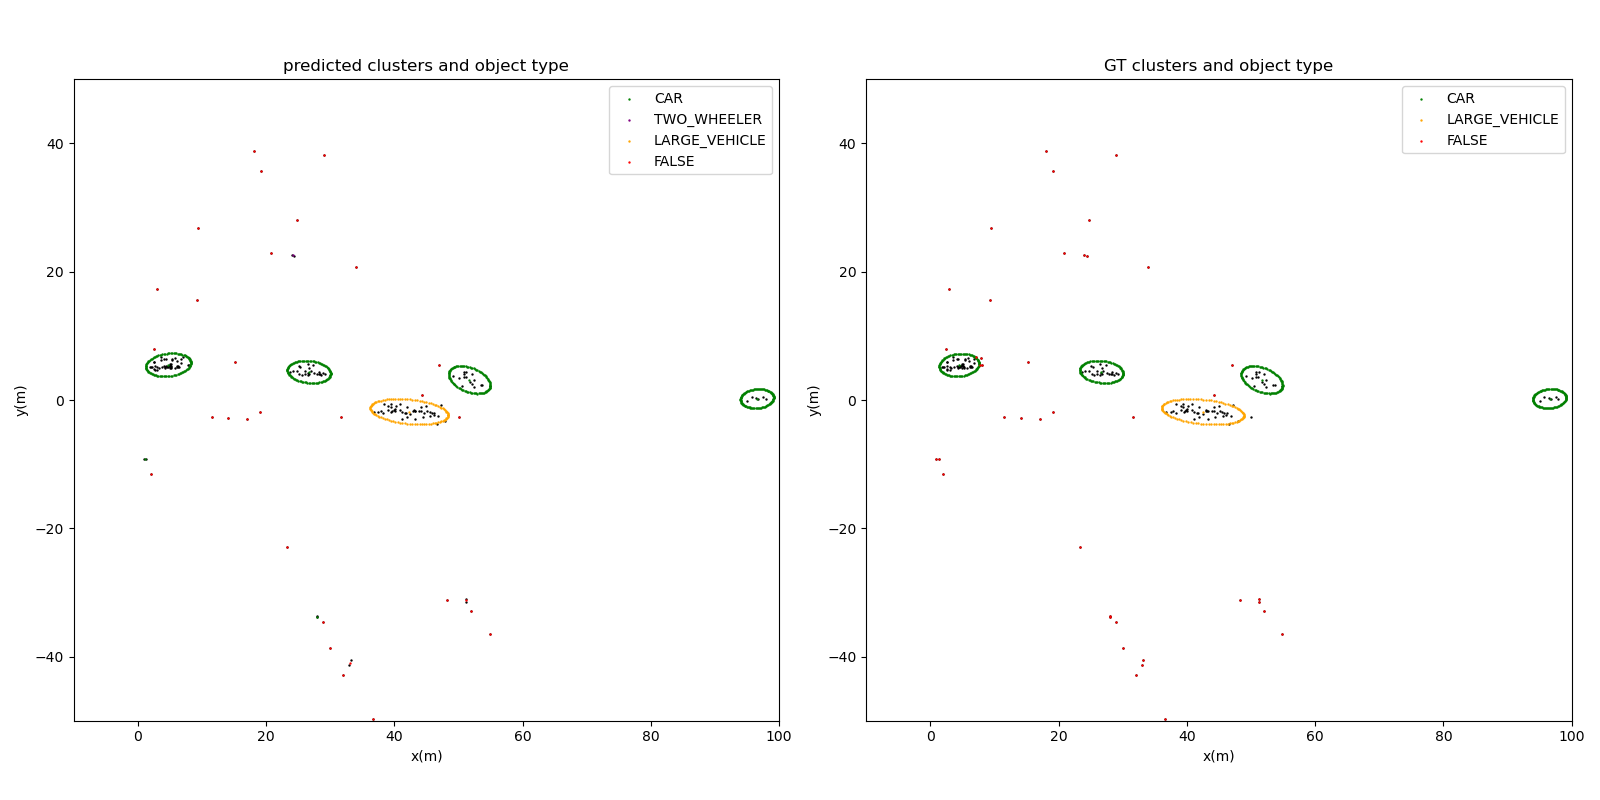 predicted clusters and object type
CAR
TWO_WHEELER
LARGE_VEHICLE
FALSE
40
20
0
−20
−40
y(m)
0
20
40
60
80
100
x(m)
GT clusters and object type
CAR
LARGE_VEHICLE
FALSE
40
20
0
−20
−40
y(m)
0
20
40
60
80
100
x(m)